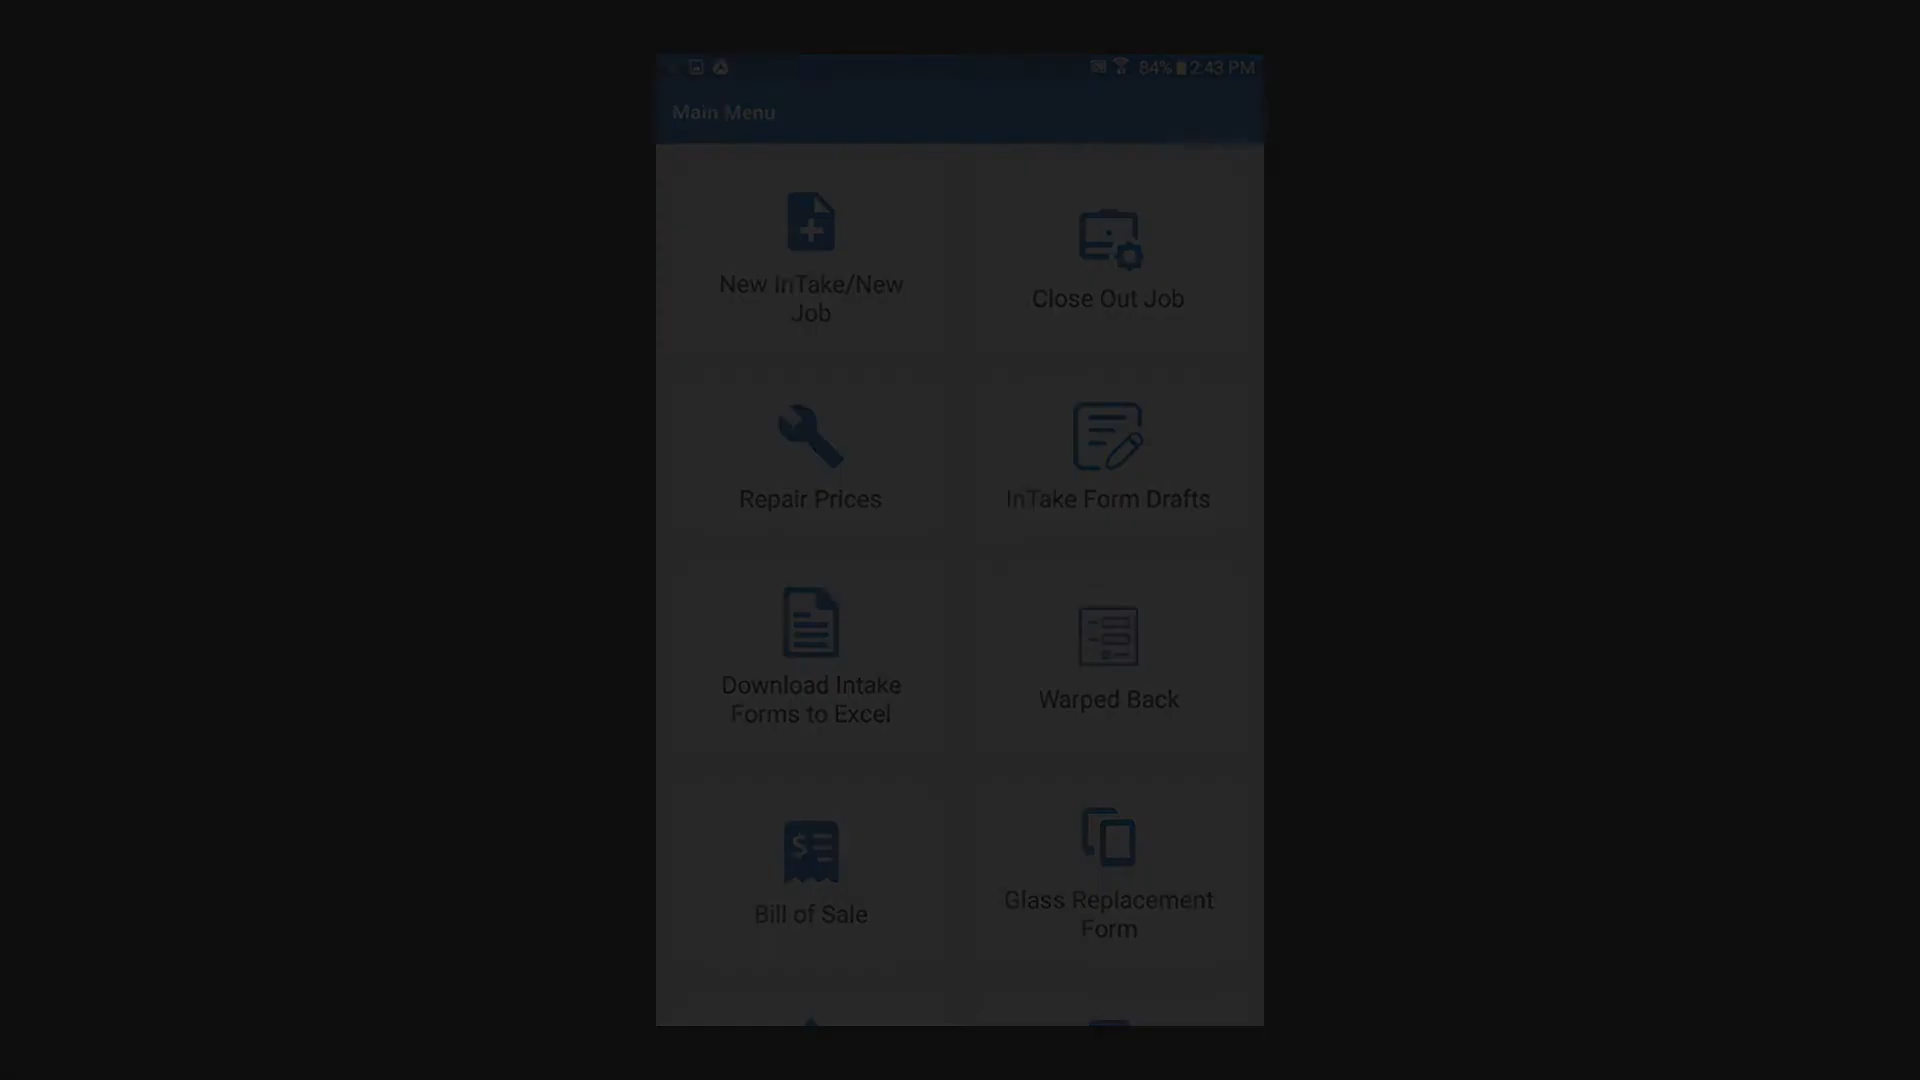 84% 2:43 PM
Main Menu
New InTake/New
Job
Close Out Job
Repair Prices
InTake Form Drafts
Download Intake
Forms to Excel
Warped Back
$
Bill of Sale
Glass Replacement
Form